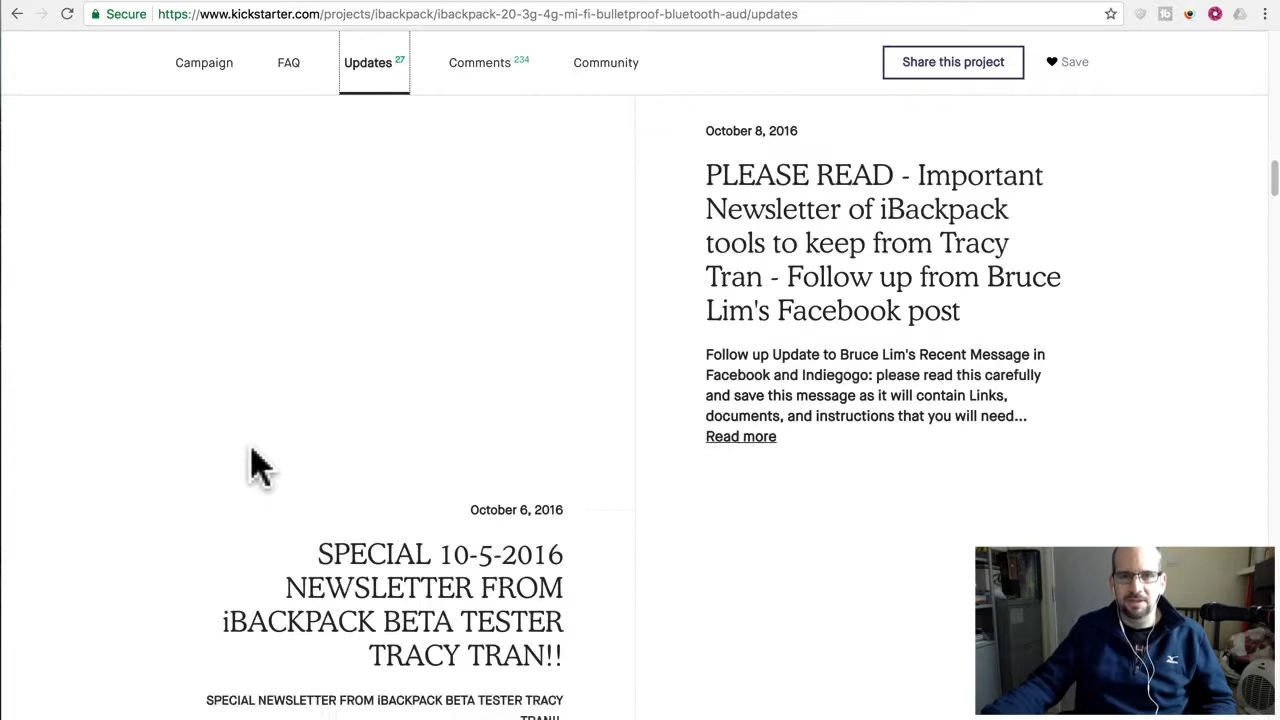 Secure https://www.kickstarter.com/projects/ibackpack/ibackpack-20-3g-4g-mi-fi-bulletproof-bluetooth-aud/updates
Campaign FAQ Updates 27 Comments 234 Community Share this project Save
October 8, 2016
PLEASE READ - Important
Newsletter of iBackpack
tools to keep from Tracy
Tran - Follow up from Bruce
Lim's Facebook post
Follow up Update to Bruce Lim's Recent Message in
Facebook and Indiegogo: please read this carefully
and save this message as it will contain Links,
documents, and instructions that you will need...
Read more
October 6, 2016
SPECIAL 10-5-2016
NEWSLETTER FROM
iBACKPACK BETA TESTER
TRACY TRAN!!
SPECIAL NEWSLETTER FROM iBACKPACK BETA TESTER TRACY
TRAN!!